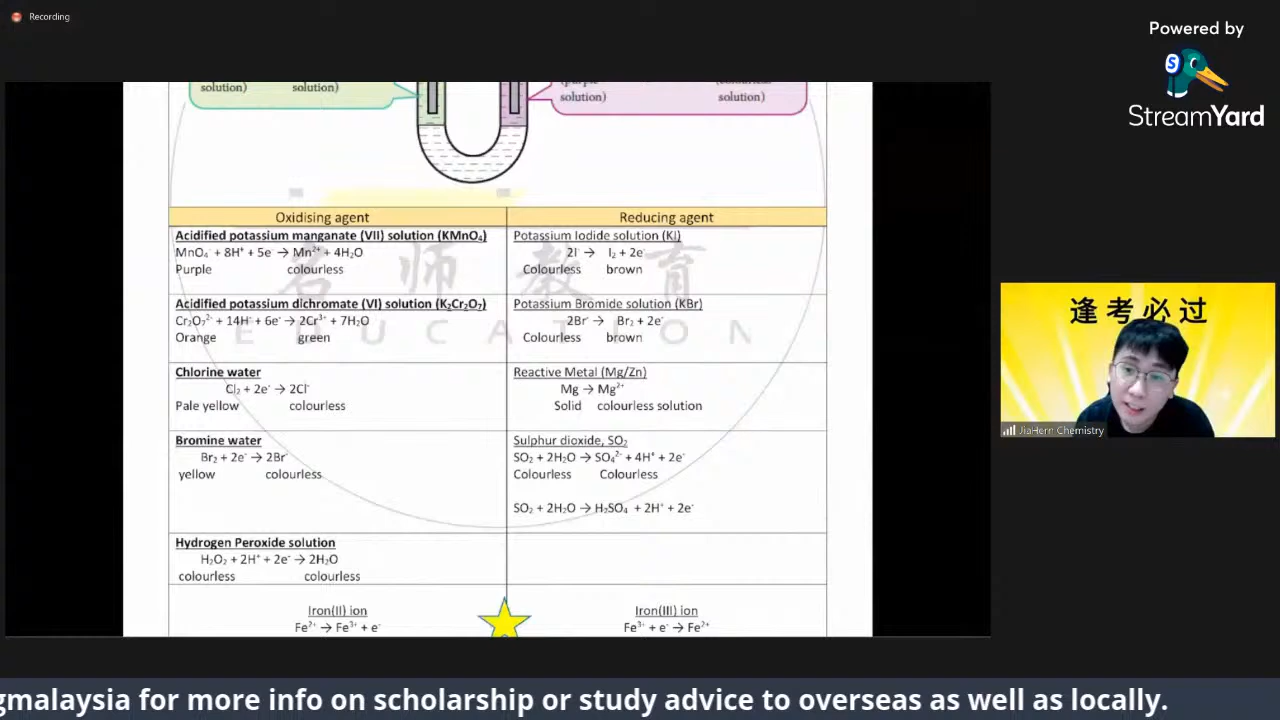 Recording
Powered by
StreamYard
solution) solution)
solution) solution)
Oxidising agent Reducing agent
Acidified potassium manganate (VII) solution (KMnO₄)
MnO₄⁻ + 8H⁺ + 5e⁻ → Mn²⁺ + 4H₂O
Purple colourless
Potassium Iodide solution (KI)
2I⁻ → I₂ + 2e⁻
Colourless brown
Acidified potassium dichromate (VI) solution (K₂Cr₂O₇)
Cr₂O₇²⁻ + 14H⁺ + 6e⁻ → 2Cr³⁺ + 7H₂O
Orange green
Potassium Bromide solution (KBr)
2Br⁻ → Br₂ + 2e⁻
Colourless brown
Chlorine water
Cl₂ + 2e⁻ → 2Cl⁻
Pale yellow colourless
Reactive Metal (Mg/Zn)
Mg → Mg²⁺
Solid colourless solution
Bromine water
Br₂ + 2e⁻ → 2Br⁻
yellow colourless
Sulphur dioxide, SO₂
SO₂ + 2H₂O → SO₄²⁻ + 4H⁺ + 2e⁻
Colourless Colourless
SO₂ + 2H₂O → H₂SO₄ + 2H⁺ + 2e⁻
Hydrogen Peroxide solution
H₂O₂ + 2H⁺ + 2e⁻ → 2H₂O
colourless colourless
Iron(II) ion
Fe²⁺ → Fe³⁺ + e⁻
Iron(III) ion
Fe³⁺ + e⁻ → Fe²⁺
名师教育
EDUCATION
逢考必过
JiaHern Chemistry
gmalaysia for more info on scholarship or study advice to overseas as well as locally.